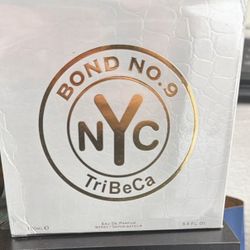 BOND NO.9
NYC
TriBeCa
EAU DE PARFUM